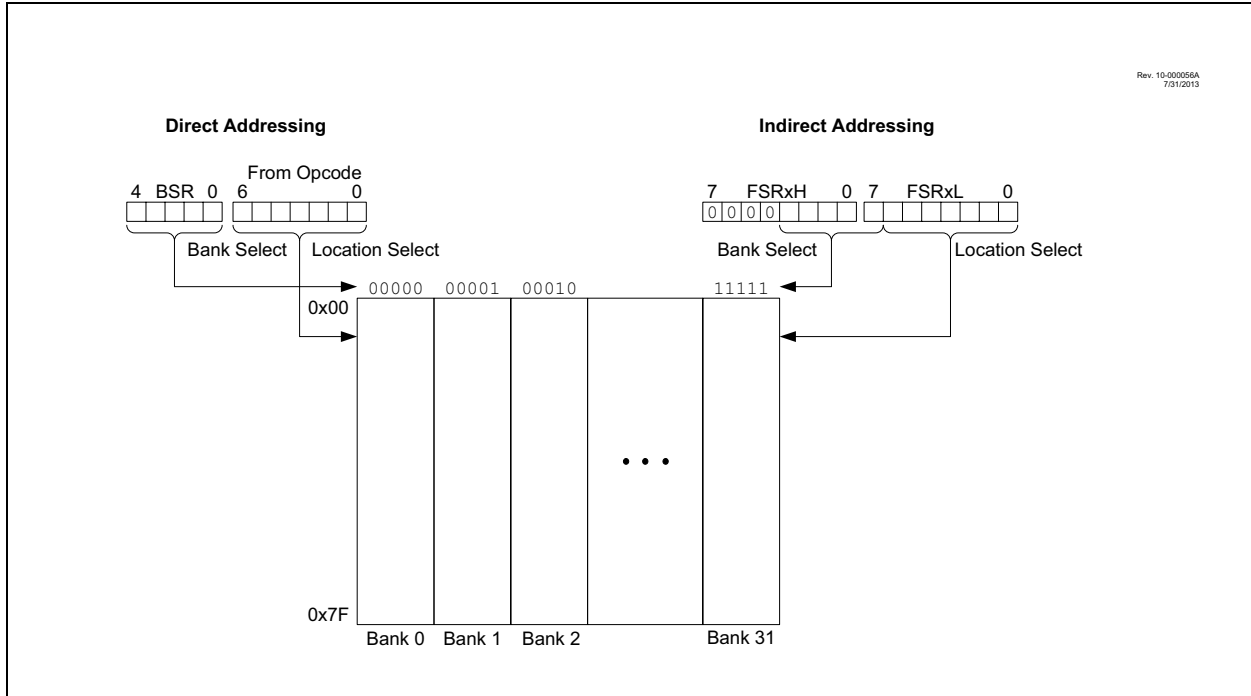 Rev. 10-000056A
7/31/2013
Direct Addressing
Indirect Addressing
From Opcode
4 BSR 0 6 0
7 FSRxH 0 7 FSRxL 0
0 0 0 0
Bank Select Location Select
Bank Select Location Select
00000 00001 00010 11111
0x00
• • •
0x7F
Bank 0 Bank 1 Bank 2 Bank 31